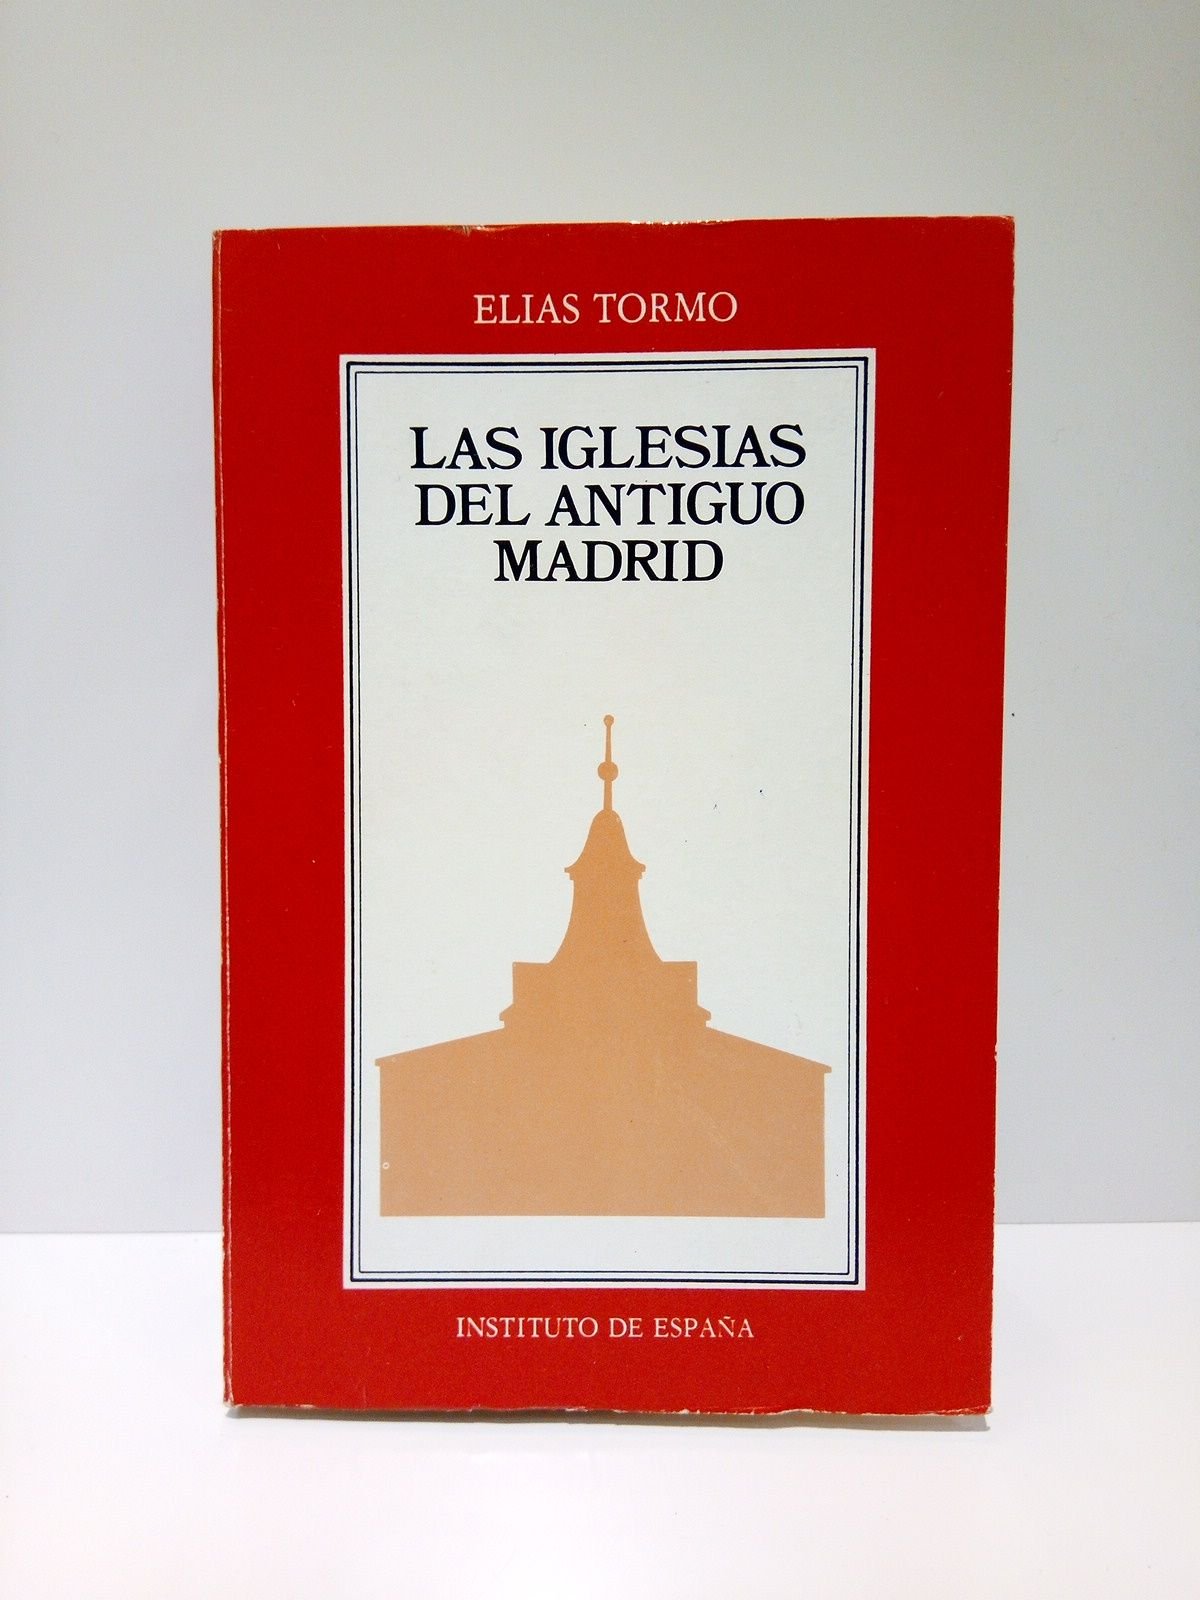 ELIAS TORMO
LAS IGLESIAS
DEL ANTIGUO
MADRID
INSTITUTO DE ESPAÑA